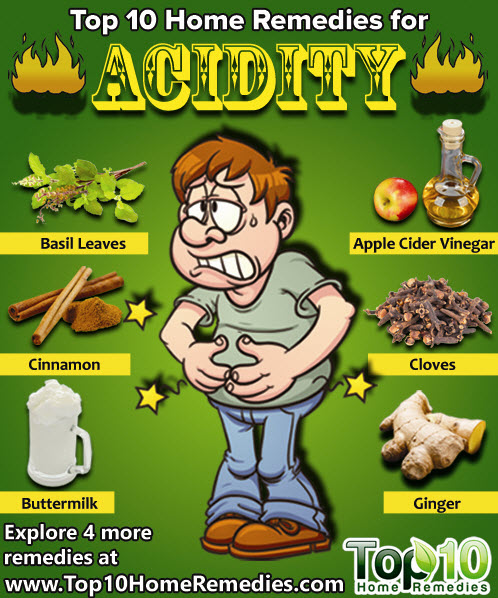 Top 10 Home Remedies for
ACIDITY
Basil Leaves
Apple Cider Vinegar
Cinnamon
Cloves
Buttermilk
Ginger
Explore 4 more
remedies at
www.Top10HomeRemedies.com
Top10
Home Remedies